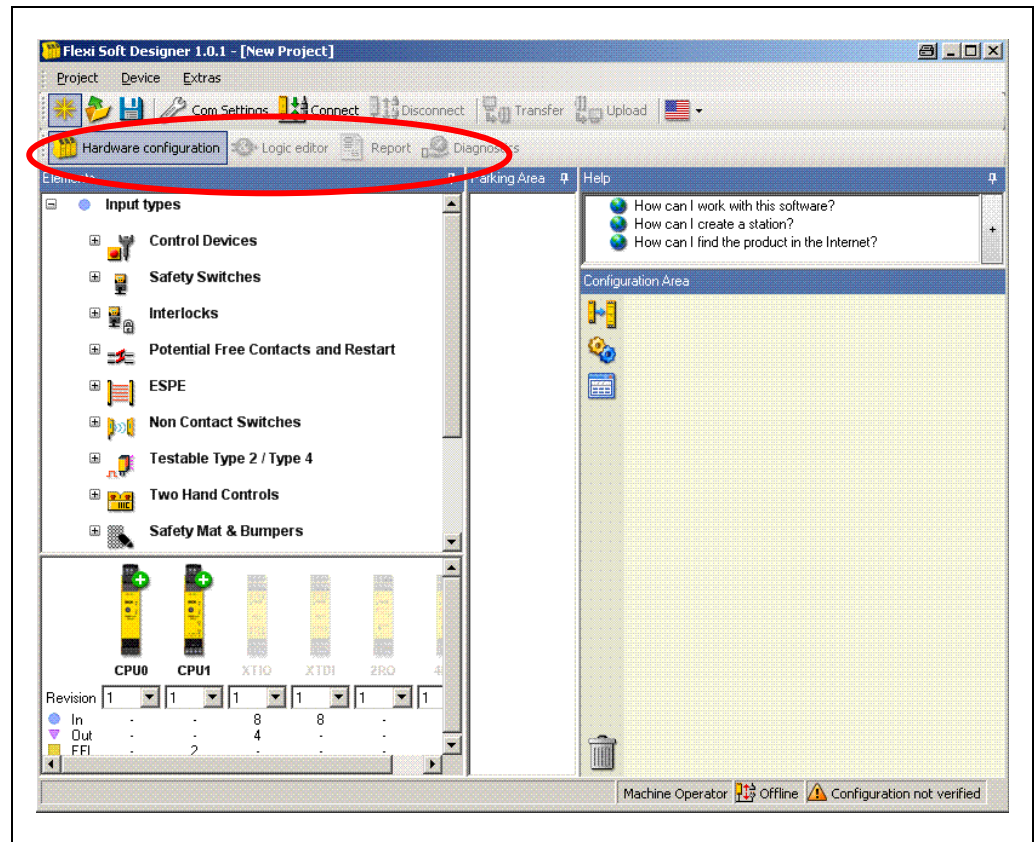 Flexi Soft Designer 1.0.1 - [New Project]
Project Device Extras
Com Settings Connect Disconnect Transfer Upload
Hardware configuration Logic editor Report Diagnostics
Elements Parking Area Help
Input types
Control Devices
Safety Switches
Interlocks
Potential Free Contacts and Restart
ESPE
Non Contact Switches
Testable Type 2 / Type 4
Two Hand Controls
Safety Mat & Bumpers
How can I work with this software?
How can I create a station?
How can I find the product in the Internet?
Configuration Area
CPU0 CPU1 XTIO XTDI 2RO 4
Revision 1 1 1 1 1 1
In - - 8 8 -
Out - - 4 - -
EFI - 2 - - -
Machine Operator Offline Configuration not verified